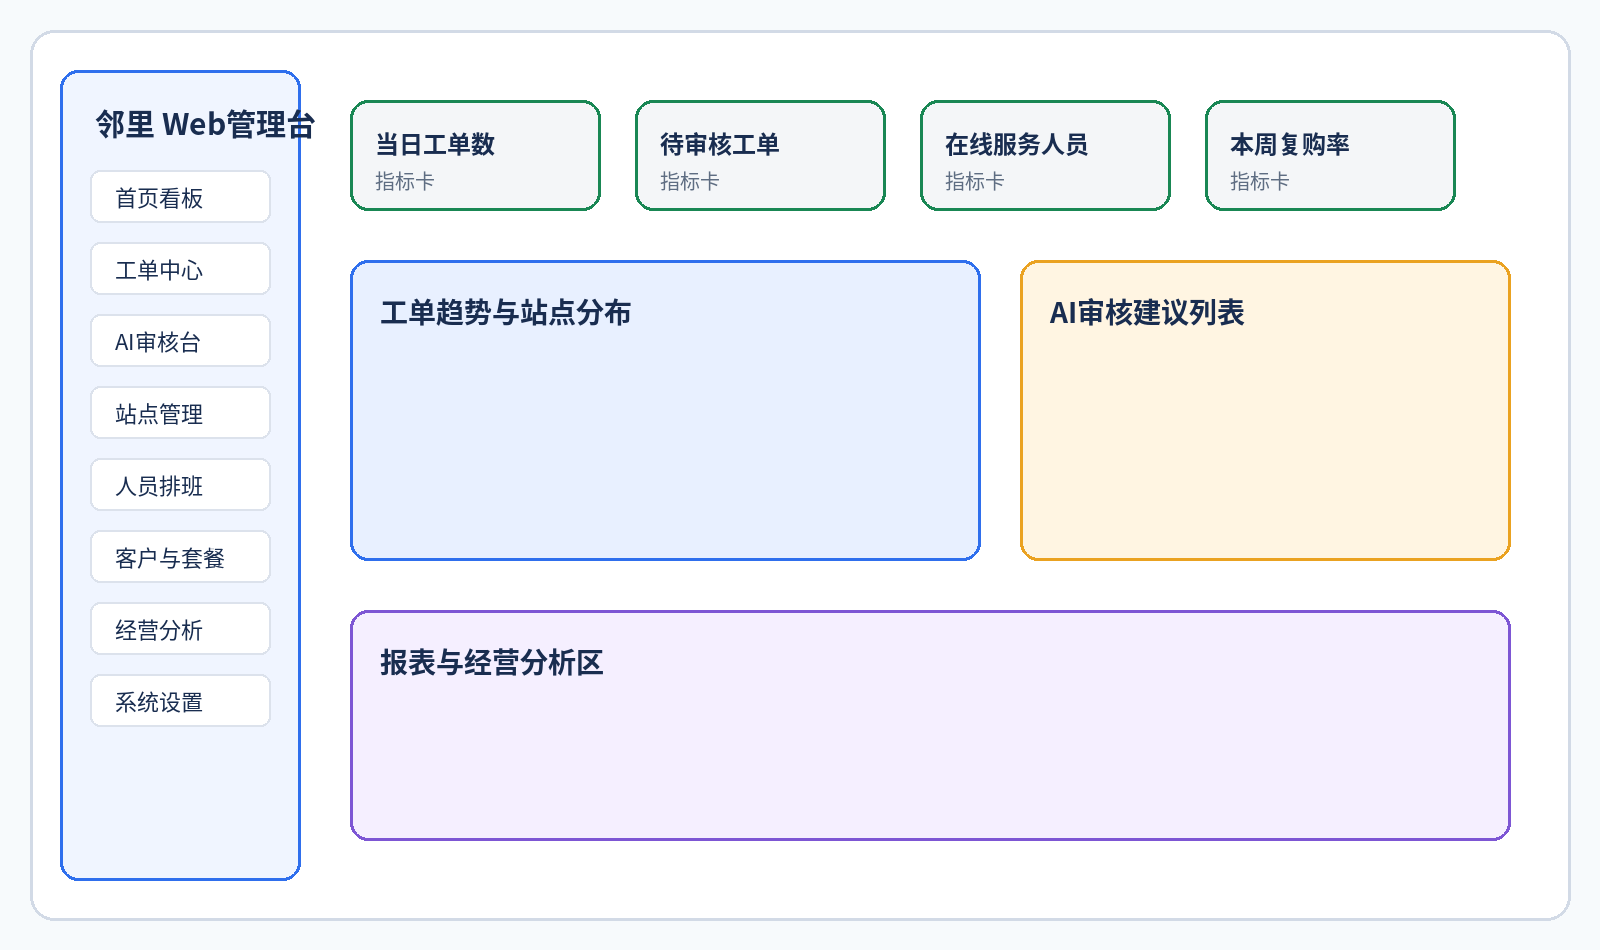 邻里 Web管理台
首页看板
工单中心
AI审核台
站点管理
人员排班
客户与套餐
经营分析
系统设置
当日工单数
指标卡
待审核工单
指标卡
在线服务人员
指标卡
本周复购率
指标卡
工单趋势与站点分布
AI审核建议列表
报表与经营分析区